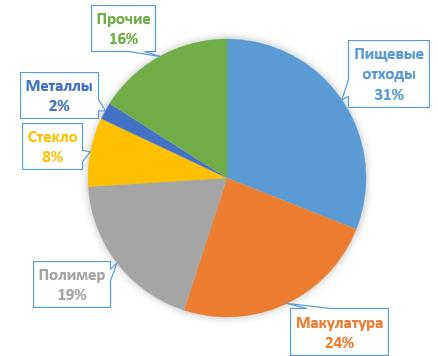 Прочие
16%
Пищевые
отходы
31%
Металлы
2%
Стекло
8%
Полимер
19%
Макулатура
24%